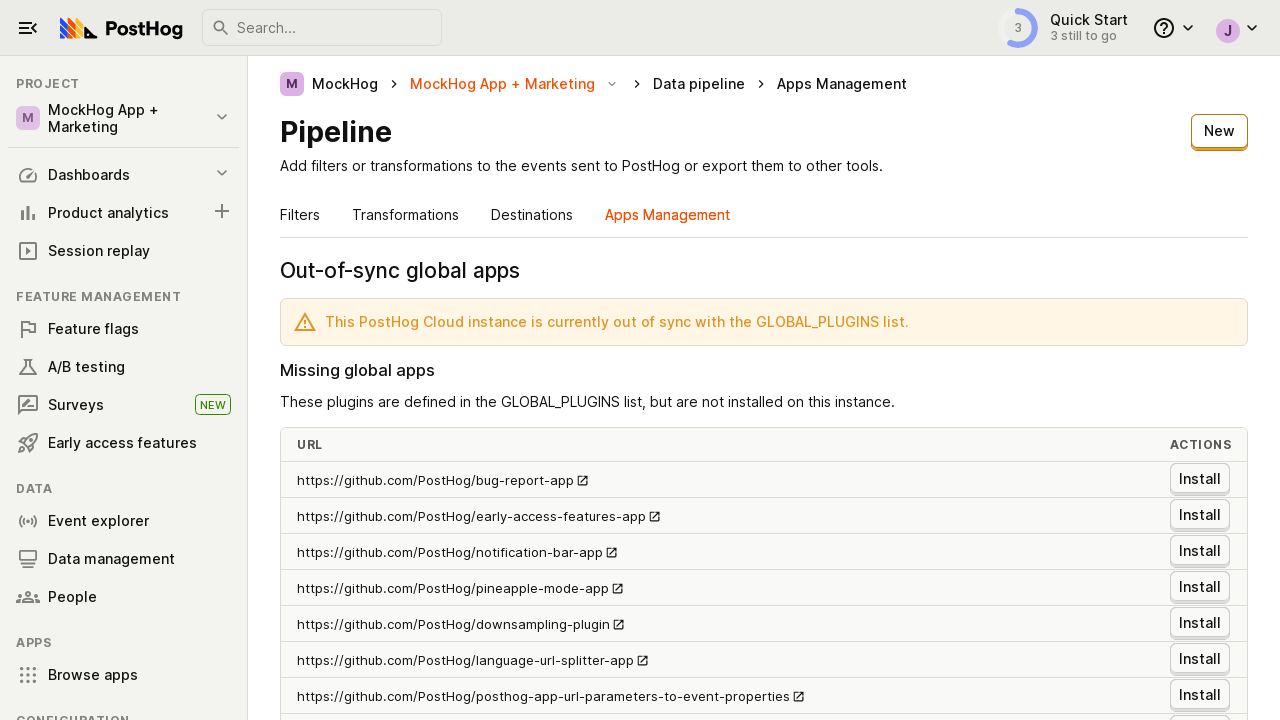 PostHog
Search...
3
Quick Start
3 still to go
J
PROJECT
M
MockHog App +
Marketing
Dashboards
Product analytics
Session replay
FEATURE MANAGEMENT
Feature flags
A/B testing
Surveys
NEW
Early access features
DATA
Event explorer
Data management
People
APPS
Browse apps
CONFIGURATION
M
MockHog
MockHog App + Marketing
Data pipeline
Apps Management
Pipeline
New
Add filters or transformations to the events sent to PostHog or export them to other tools.
Filters
Transformations
Destinations
Apps Management
Out-of-sync global apps
This PostHog Cloud instance is currently out of sync with the GLOBAL_PLUGINS list.
Missing global apps
These plugins are defined in the GLOBAL_PLUGINS list, but are not installed on this instance.
URL
ACTIONS
https://github.com/PostHog/bug-report-app
Install
https://github.com/PostHog/early-access-features-app
Install
https://github.com/PostHog/notification-bar-app
Install
https://github.com/PostHog/pineapple-mode-app
Install
https://github.com/PostHog/downsampling-plugin
Install
https://github.com/PostHog/language-url-splitter-app
Install
https://github.com/PostHog/posthog-app-url-parameters-to-event-properties
Install